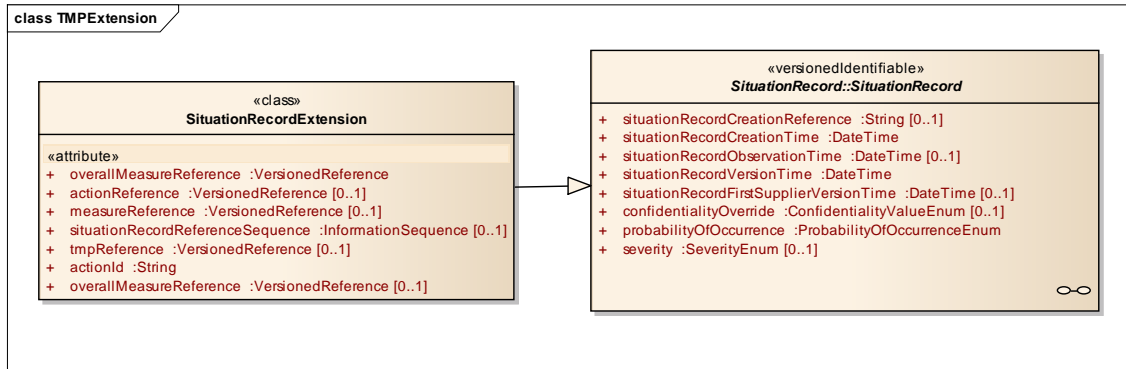 class TMPExtension
«class»
SituationRecordExtension
«attribute»
+ overallMeasureReference :VersionedReference
+ actionReference :VersionedReference [0..1]
+ measureReference :VersionedReference [0..1]
+ situationRecordReferenceSequence :InformationSequence [0..1]
+ tmpReference :VersionedReference [0..1]
+ actionId :String
+ overallMeasureReference :VersionedReference [0..1]
«versionedIdentifiable»
SituationRecord::SituationRecord
+ situationRecordCreationReference :String [0..1]
+ situationRecordCreationTime :DateTime
+ situationRecordObservationTime :DateTime [0..1]
+ situationRecordVersionTime :DateTime
+ situationRecordFirstSupplierVersionTime :DateTime [0..1]
+ confidentialityOverride :ConfidentialityValueEnum [0..1]
+ probabilityOfOccurrence :ProbabilityOfOccurrenceEnum
+ severity :SeverityEnum [0..1]